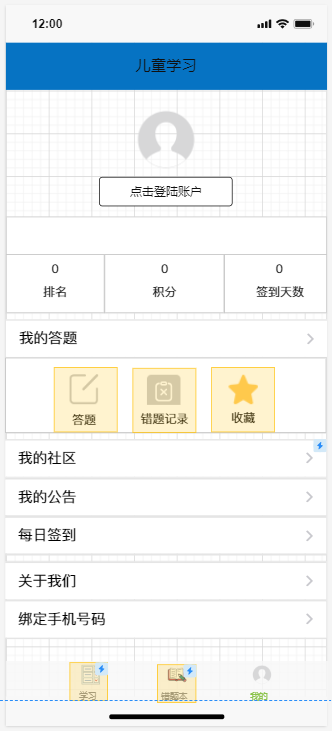 12:00
儿童学习
点击登陆账户
0 0 0
排名 积分 签到天数
我的答题
答题 错题记录 收藏
我的社区
我的公告
每日签到
关于我们
绑定手机号码
学习 错题本 我的